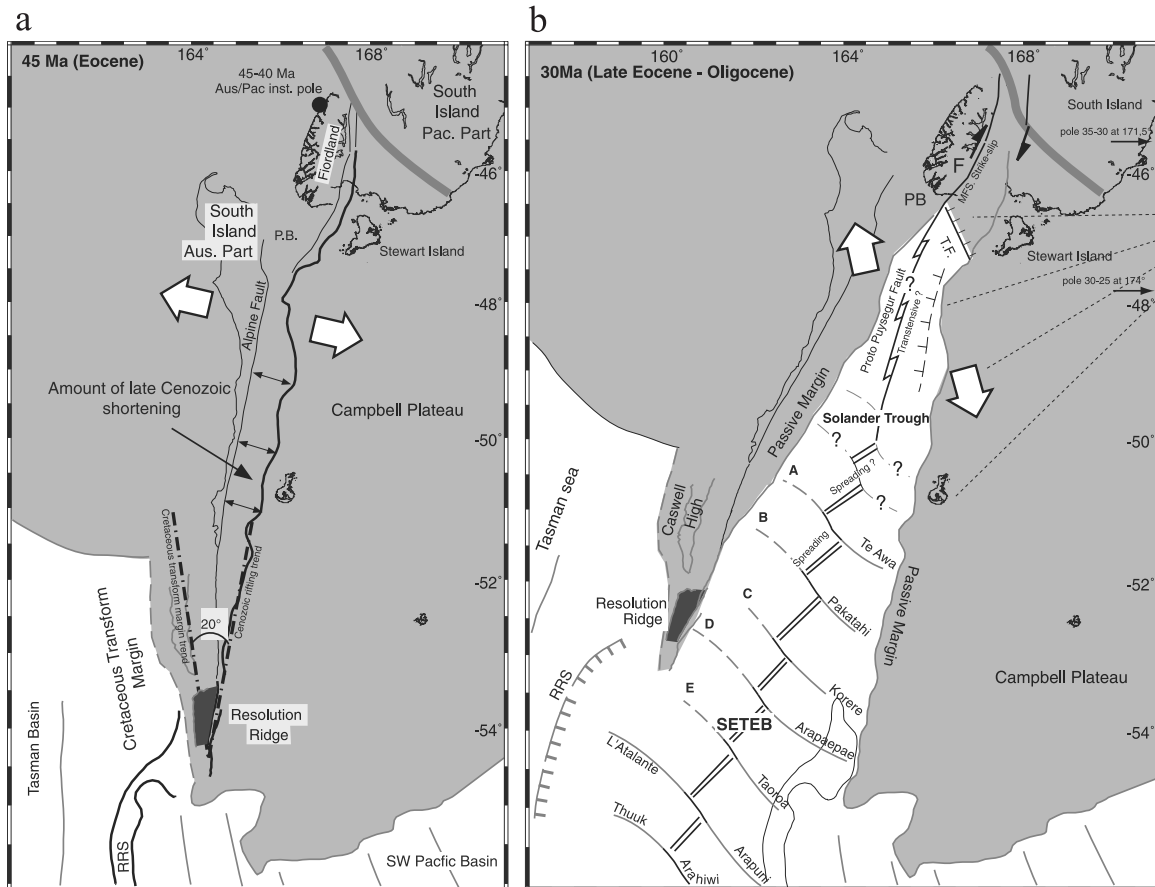 a
164°
168°
45 Ma (Eocene)
45-40 Ma
Aus/Pac inst. pole
South
Island
Pac. Part
Fiordland
South
Island
Aus. Part
P.B.
Stewart Island
Alpine Fault
-46°
-48°
Amount of late Cenozoic
shortening
Campbell Plateau
-50°
Tasman sea
Cretaceous transform margin trend
Cenozoic rifting trend
20°
-52°
Cretaceous Transform
Margin
Resolution
Ridge
Tasman Basin
-54°
RRS
SW Pacfic Basin
b
160°
164°
168°
30Ma (Late Eocene - Oligocene)
South Island
pole 35-30 at 171.5°
F
MFS. Strike-slip
-46°
PB
T.F.
Stewart Island
pole 30-25 at 174°
-48°
Proto Puysegur Fault
?
Transtensive ?
Passive Margin
Solander Trough
?
?
?
-50°
A
Spreading ?
Caswell
High
B
Spreading
Te Awa
-52°
Resolution
Ridge
C
Pakatahi
Passive Margin
D
RRS
E
Korere
Campbell Plateau
SETEB
Arapaepae
-54°
L'Atalante
Taoroa
Thuuk
Arapuni
Arahiwi